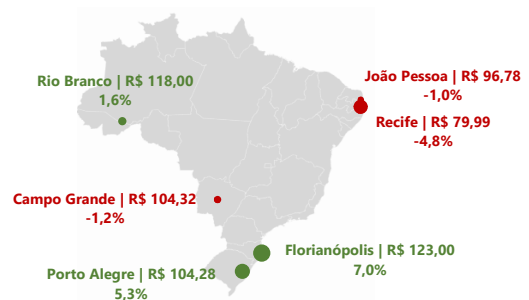 Rio Branco | R$ 118,00
1,6%
João Pessoa | R$ 96,78
-1,0%
Recife | R$ 79,99
-4,8%
Campo Grande | R$ 104,32
-1,2%
Florianópolis | R$ 123,00
7,0%
Porto Alegre | R$ 104,28
5,3%